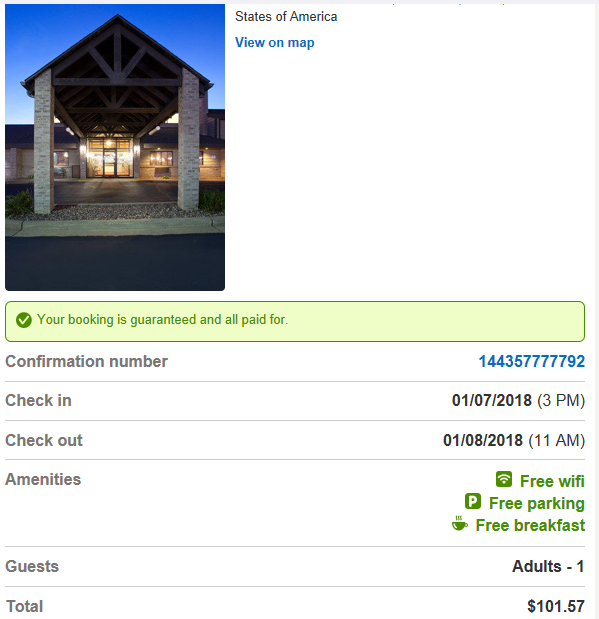 States of America
View on map
Your booking is guaranteed and all paid for.
Confirmation number 144357777792
Check in 01/07/2018 (3 PM)
Check out 01/08/2018 (11 AM)
Amenities Free wifi
P Free parking
Free breakfast
Guests Adults - 1
Total $101.57